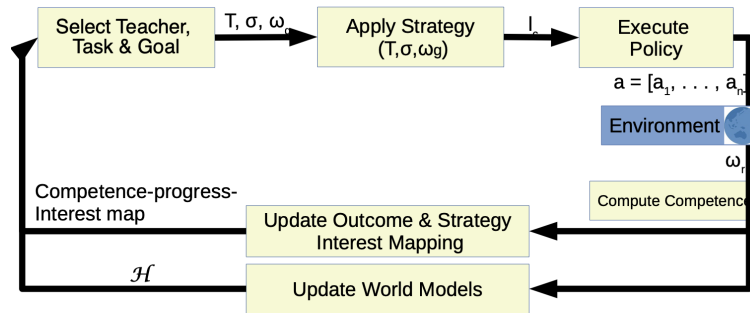 Select Teacher,
Task & Goal
T, σ, ω
Apply Strategy
(T,σ,ωg)
Execute
Policy
a = [a₁, . . . , aₙ]
Environment
ωᵣ
Compute Competence
Competence-progress-
Interest map
Update Outcome & Strategy
Interest Mapping
ℋ
Update World Models